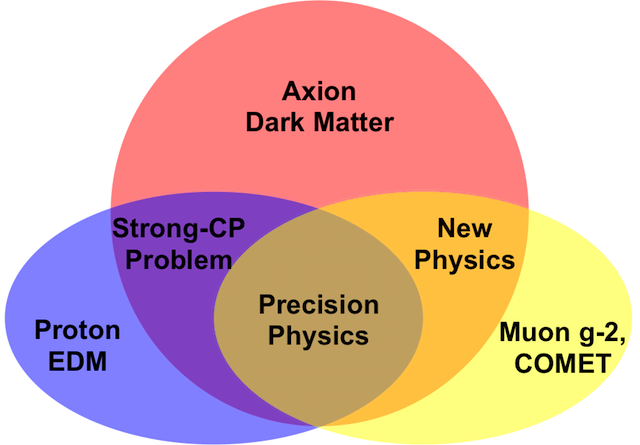 Axion
Dark Matter
Strong-CP
Problem
New
Physics
Precision
Physics
Proton
EDM
Muon g-2,
COMET